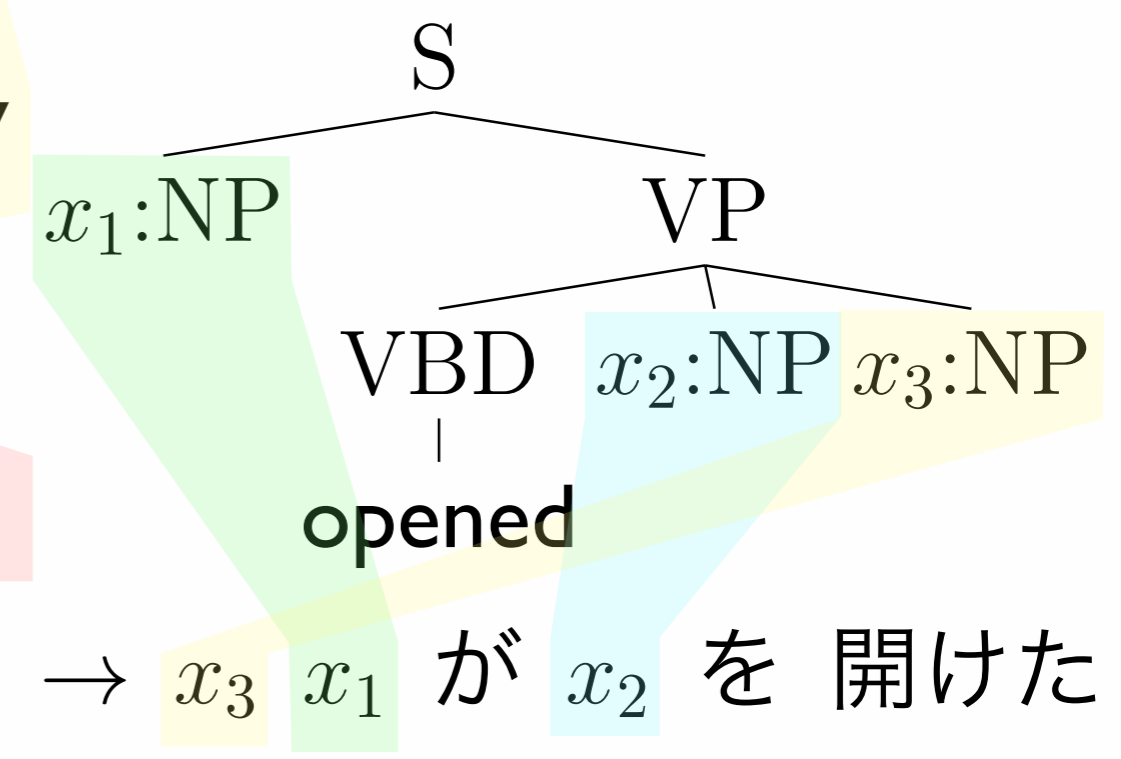 S
x1:NP VP
VBD x2:NP x3:NP
opened
→ x3 x1 が x2 を 開けた